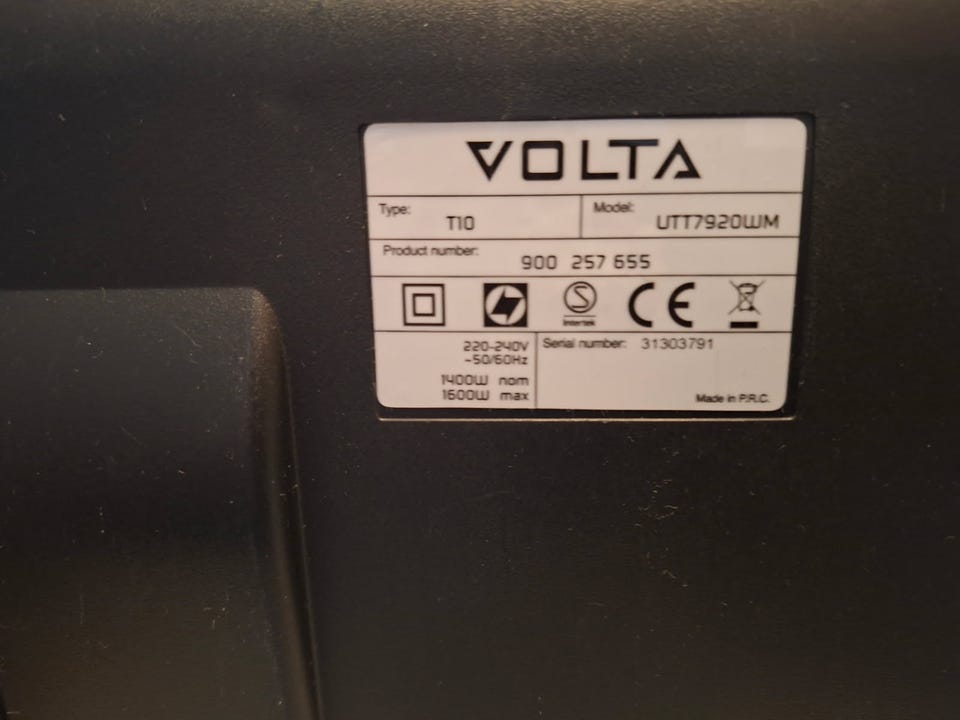 VOLTA
Type: T10
Model: UTT7920WM
Product number: 900 257 655
S
Intertek
CE
220-240V
~50/60Hz
1400W nom
1600W max
Serial number: 31303791
Made in P.R.C.